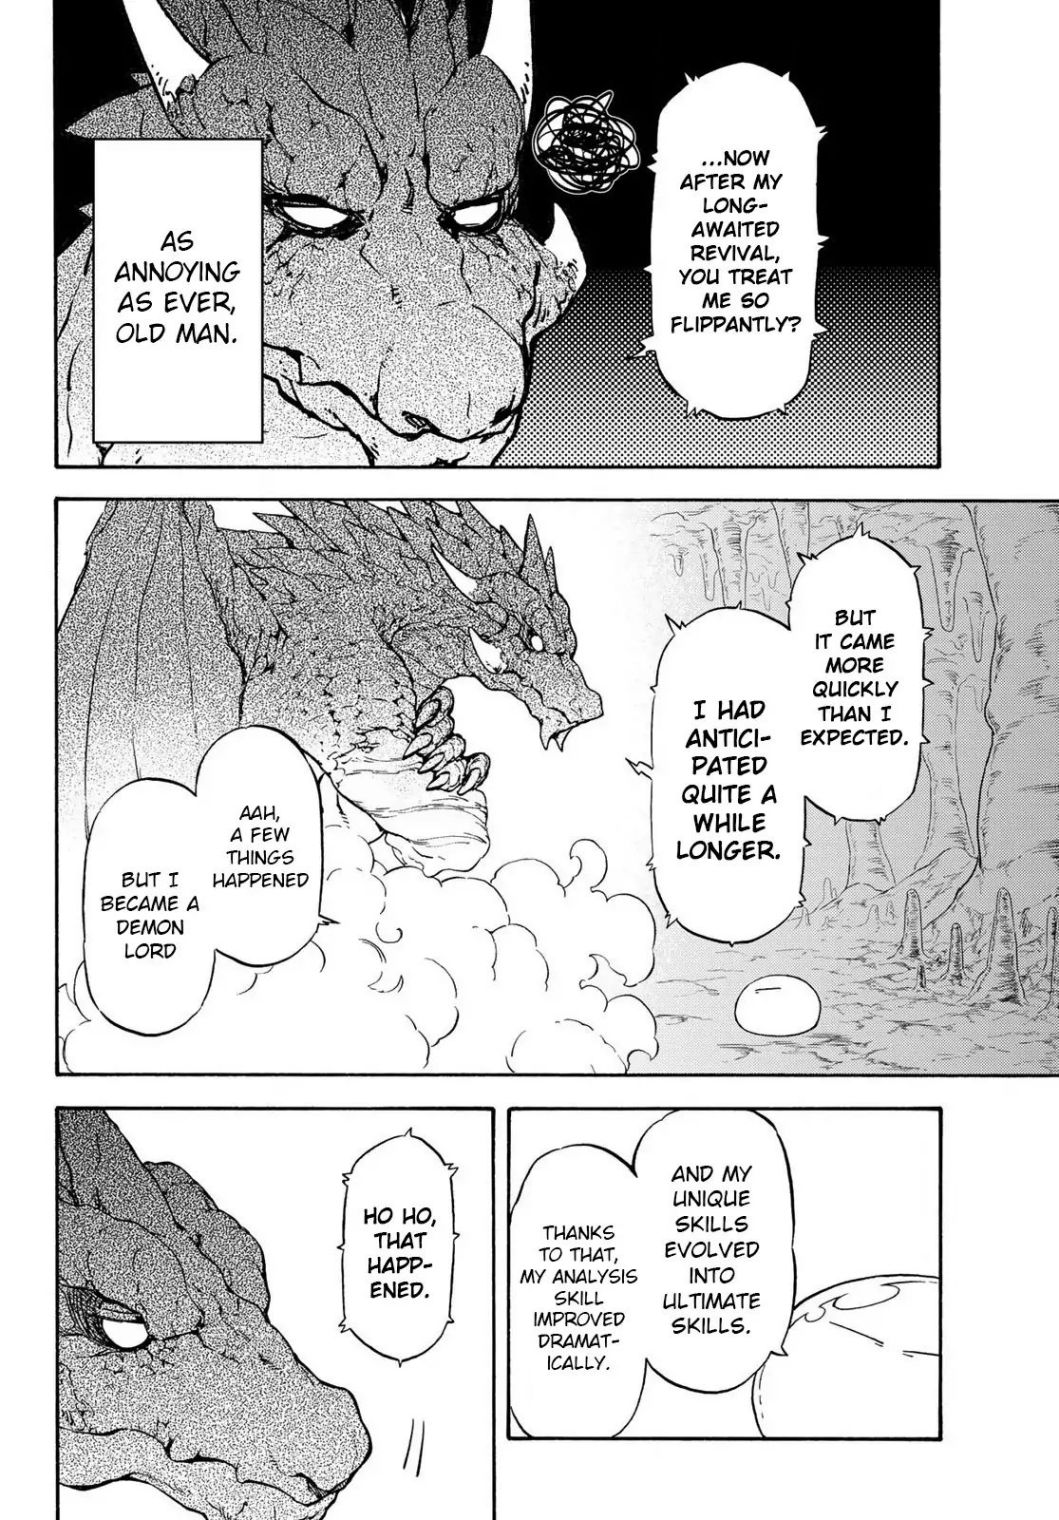 ...NOW
AFTER MY
LONG-
AWAITED
REVIVAL,
YOU TREAT
ME SO
FLIPPANTLY?
AS
ANNOYING
AS EVER,
OLD MAN.
BUT
IT CAME
MORE
QUICKLY
THAN I
EXPECTED.
I HAD
ANTICI-
PATED
QUITE A
WHILE
LONGER.
AAH,
A FEW
THINGS
HAPPENED
BUT I
BECAME A
DEMON
LORD
AND MY
UNIQUE
SKILLS
EVOLVED
INTO
ULTIMATE
SKILLS.
THANKS
TO THAT,
MY ANALYSIS
SKILL
IMPROVED
DRAMAT-
ICALLY.
HO HO,
THAT
HAPP-
ENED.